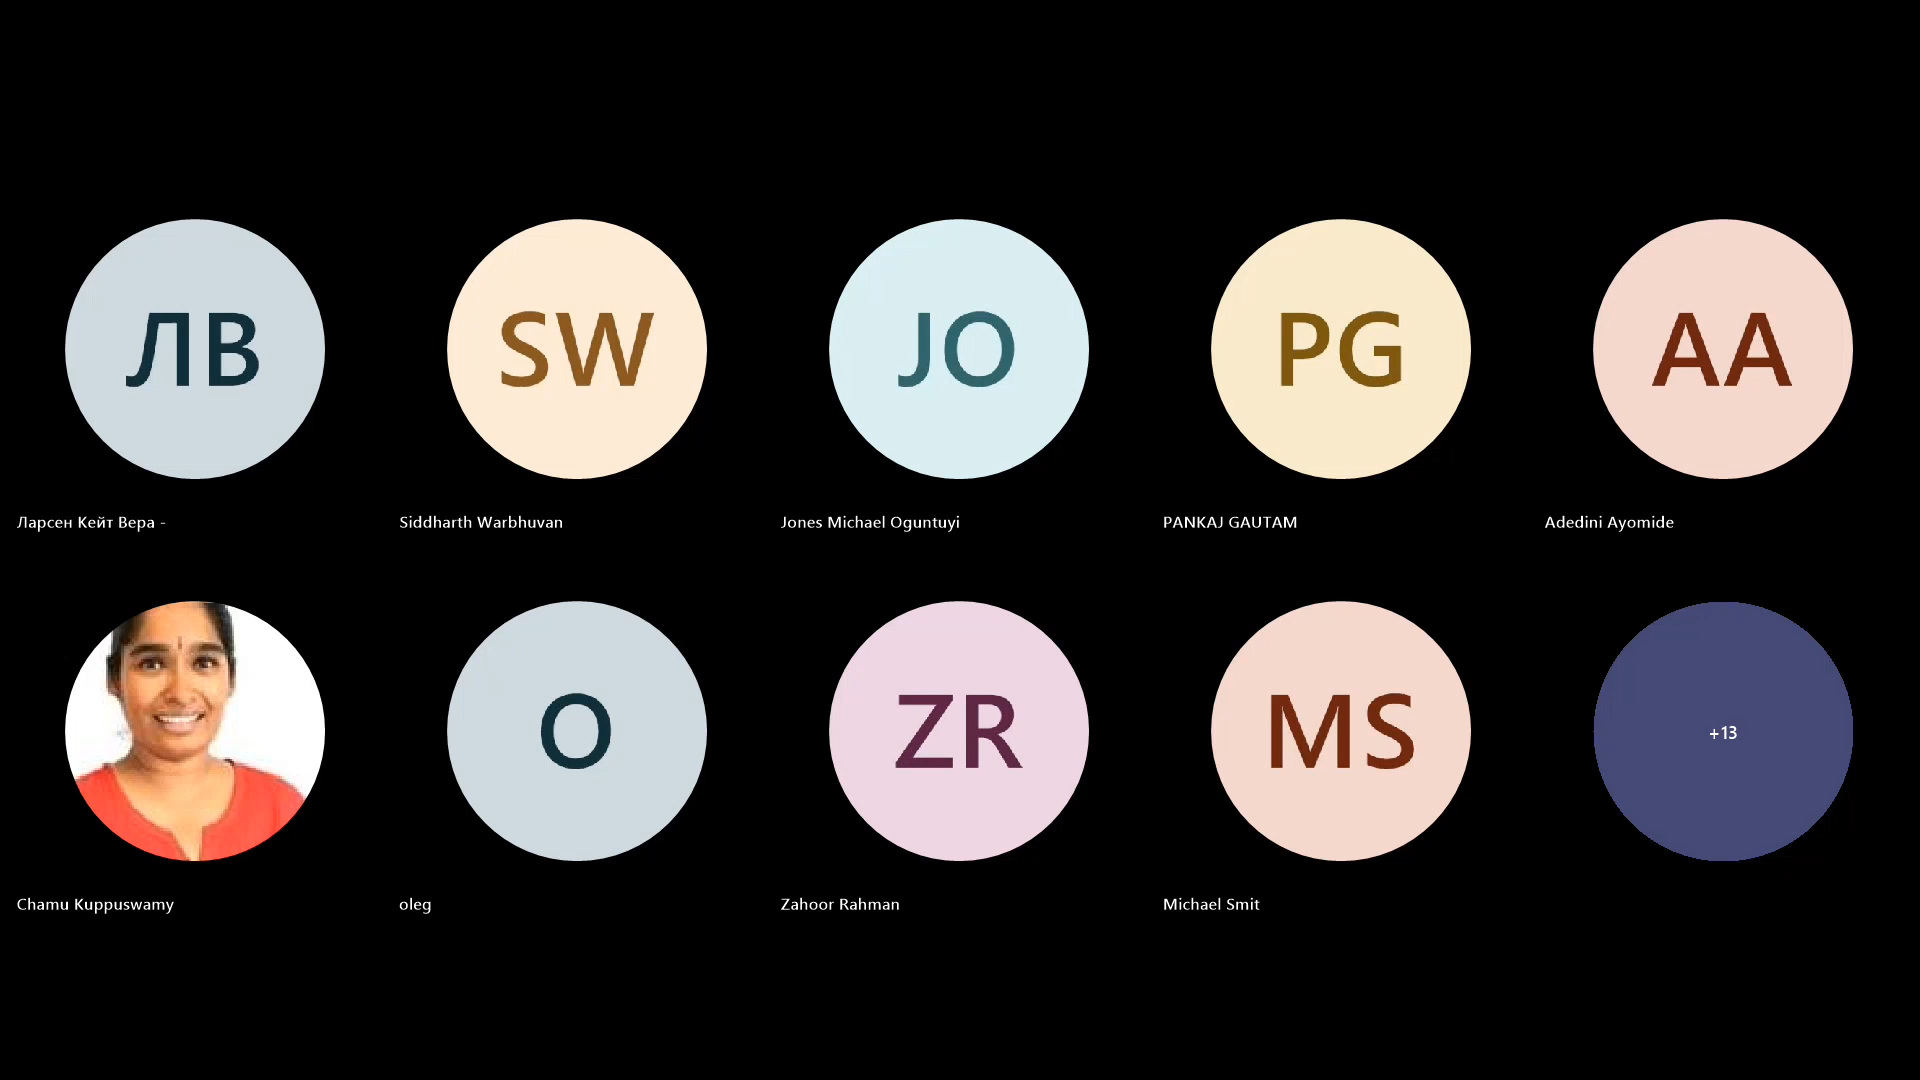 ЛВ
SW
JO
PG
AA
Ларсен Кейт Вера -
Siddharth Warbhuvan
Jones Michael Oguntuyi
PANKAJ GAUTAM
Adedini Ayomide
O
ZR
MS
+13
Chamu Kuppuswamy
oleg
Zahoor Rahman
Michael Smit